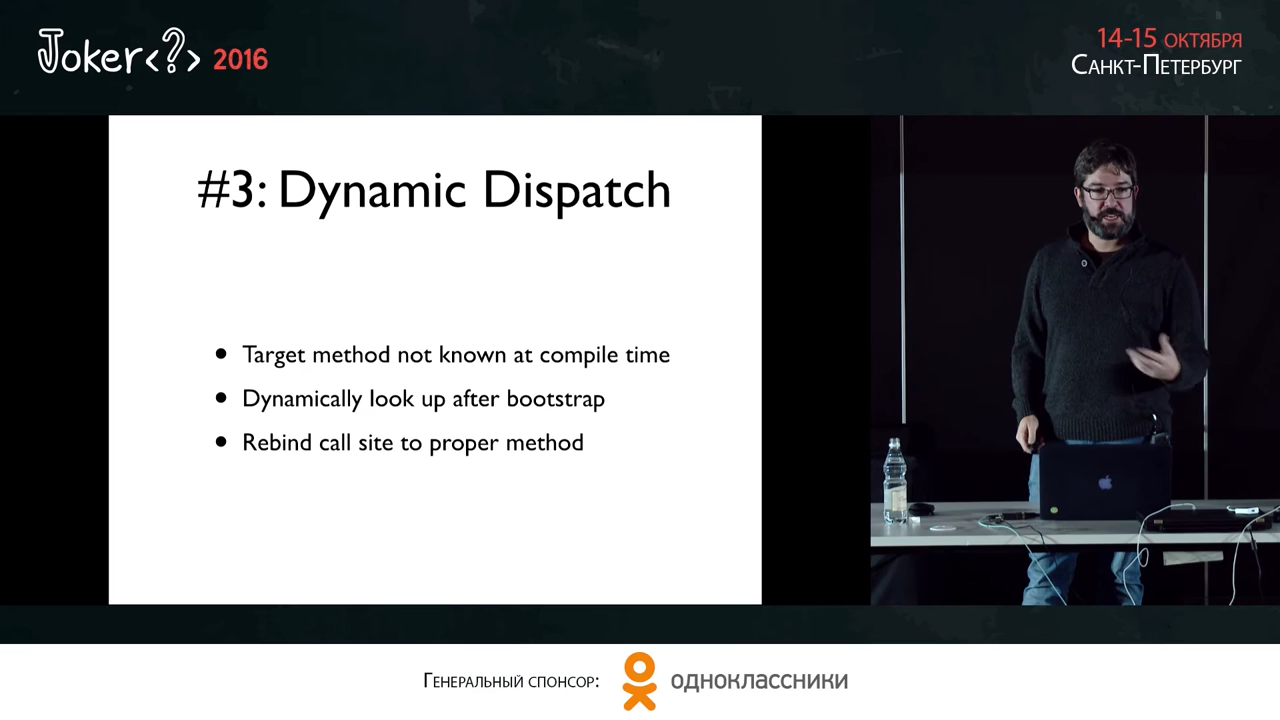 Joker<?> 2016
14-15 октября
Санкт-Петербург
#3: Dynamic Dispatch
• Target method not known at compile time
• Dynamically look up after bootstrap
• Rebind call site to proper method
Генеральный спонсор:
одноклассники